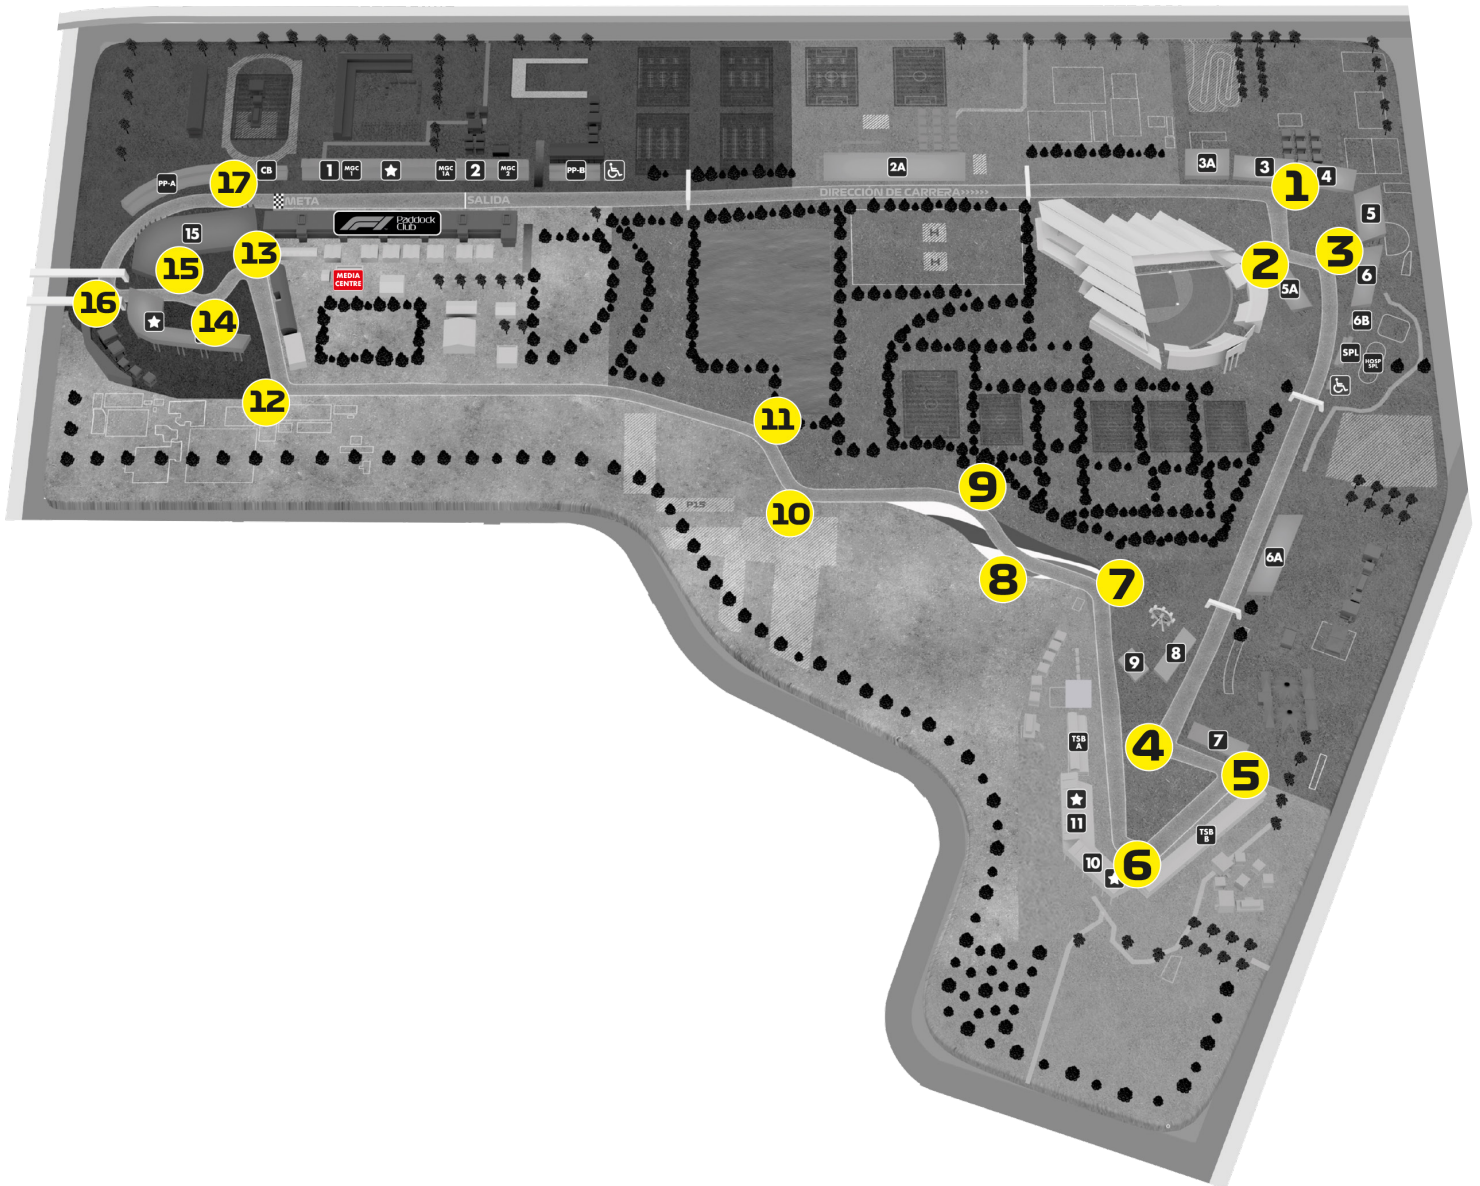 1
MGC
1
MGC
1A
2
MGC
2
PP-B
2A
3A
3
4
1
17
CB
PP-A
META
SALIDA
DIRECCIÓN DE CARRERA›››››››
5
15
F1 Paddock
Club
13
15
MEDIA
CENTRE
2
3
6
5A
16
14
6B
SPL
HOSP
SPL
12
11
9
P15
10
6A
8
7
9
8
TSB
A
4
7
5
11
TSB
B
10
6